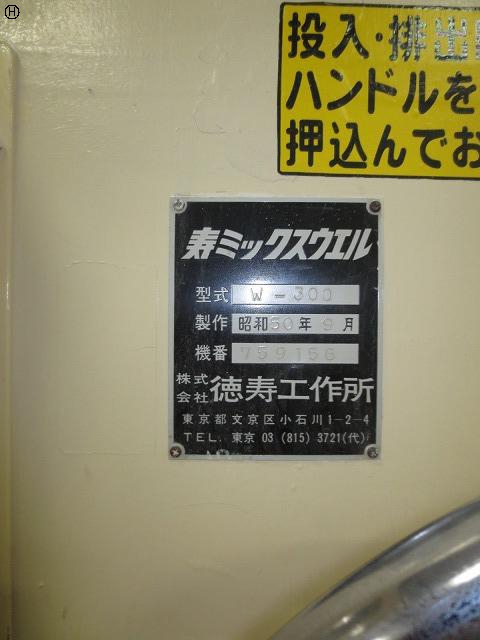 H
投入・排出
ハンドルを
押込んでお
寿ミックスウエル
型式 W-300
製作 昭和50年9月
機番 759156
株式会社 徳寿工作所
東京都文京区小石川1-2-4
TEL. 東京 03 (815) 3721(代)